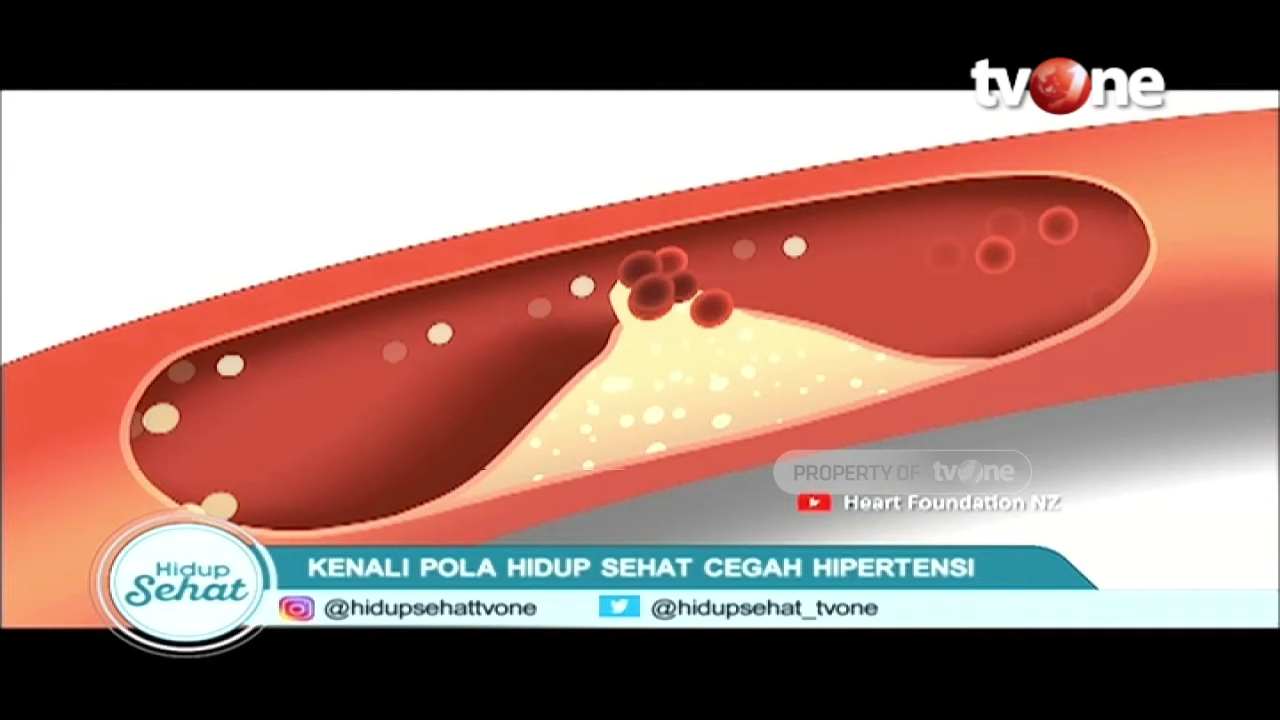 tvOne
PROPERTY OF tvOne
Heart Foundation NZ
Hidup
Sehat
KENALI POLA HIDUP SEHAT CEGAH HIPERTENSI
@hidupsehattvone @hidupsehat_tvone